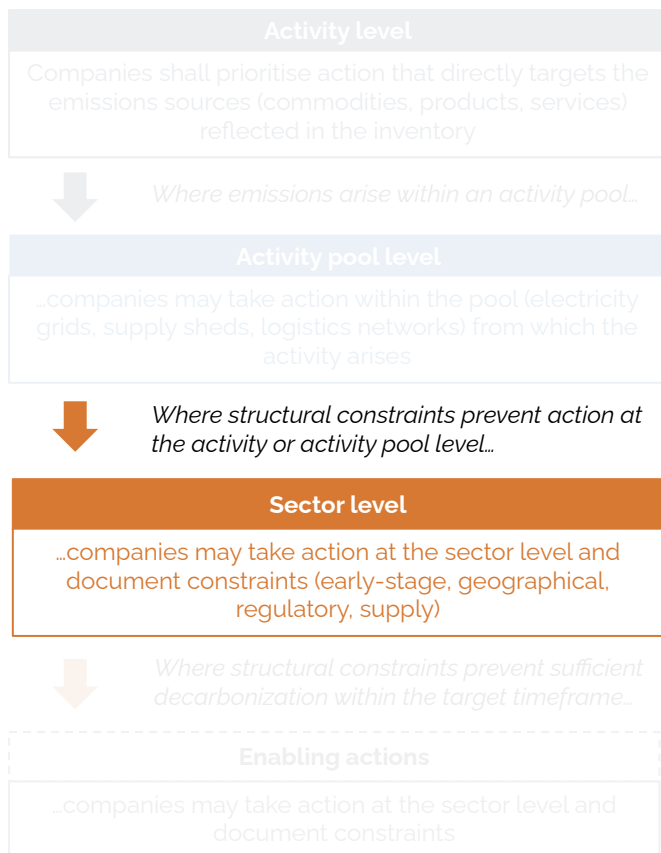 Activity level
Companies shall prioritise action that directly targets the
emissions sources (commodities, products, services)
reflected in the inventory
Where emissions arise within an activity pool…
Activity pool level
…companies may take action within the pool (electricity
grids, supply sheds, logistics networks) from which the
activity arises
Where structural constraints prevent action at
the activity or activity pool level…
Sector level
…companies may take action at the sector level and
document constraints (early-stage, geographical,
regulatory, supply)
Where structural constraints prevent sufficient
decarbonization within the target timeframe…
Enabling actions
…companies may take action at the sector level and
document constraints